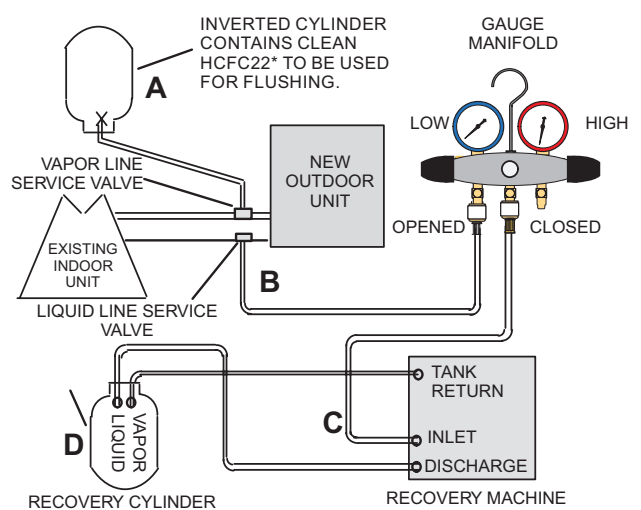 INVERTED CYLINDER
CONTAINS CLEAN
HCFC22* TO BE USED
FOR FLUSHING.
A
GAUGE
MANIFOLD
LOW
HIGH
VAPOR LINE
SERVICE VALVE
NEW
OUTDOOR
UNIT
OPENED
CLOSED
EXISTING
INDOOR
UNIT
B
LIQUID LINE SERVICE
VALVE
TANK
RETURN
C
INLET
DISCHARGE
D
LIQUID
VAPOR
RECOVERY CYLINDER
RECOVERY MACHINE